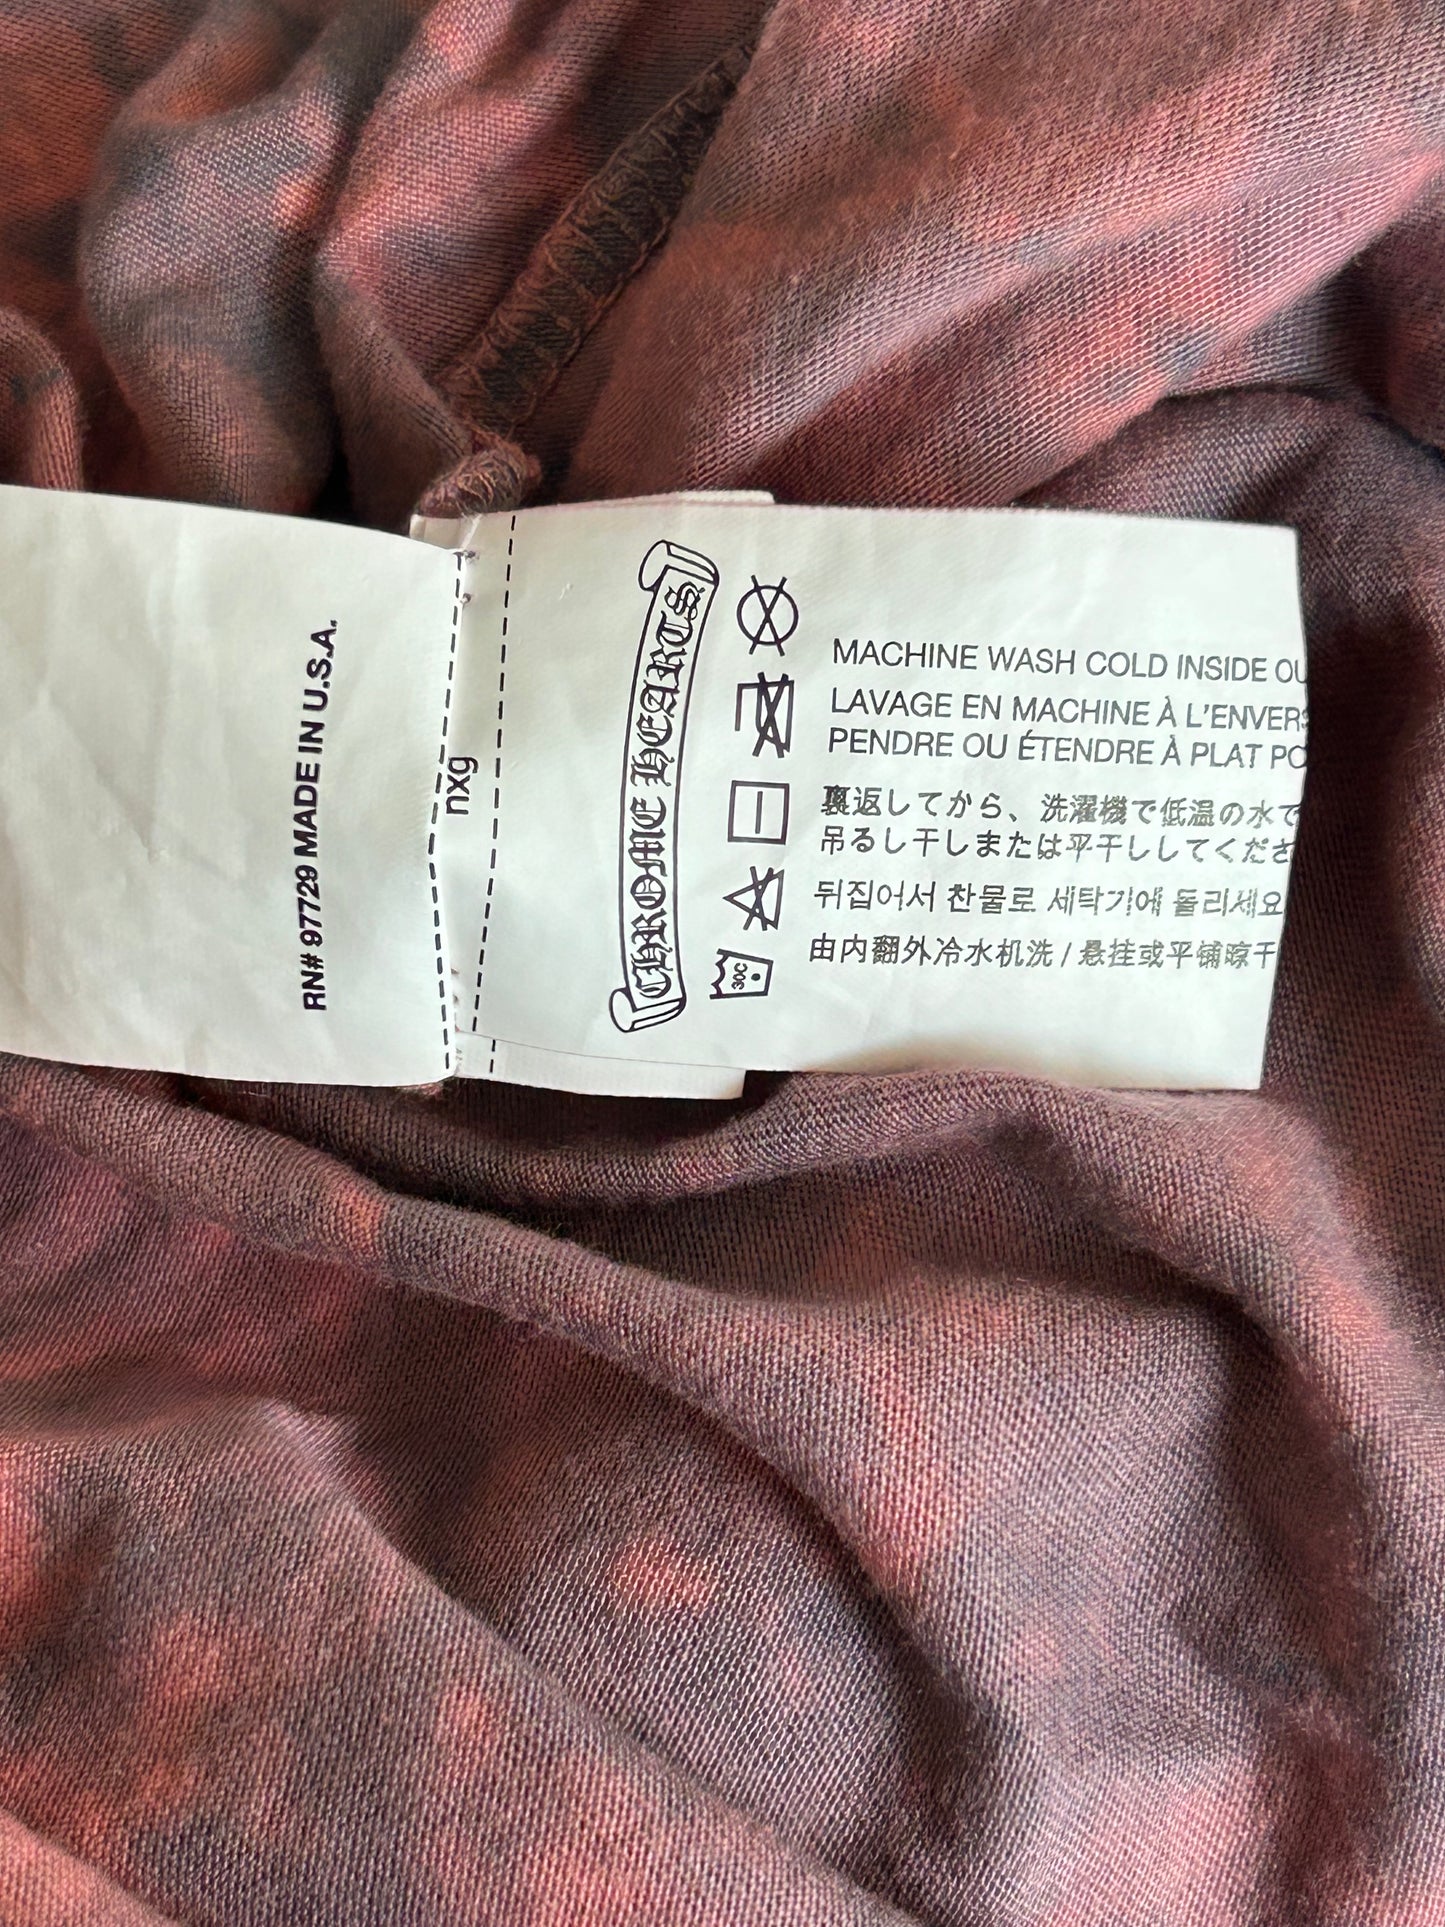 RN# 97729 MADE IN U.S.A.
nxg
CHROME HEARTS
30C
MACHINE WASH COLD INSIDE OU
LAVAGE EN MACHINE À L'ENVERS
PENDRE OU ÉTENDRE À PLAT PO
裏返してから、洗濯機で低温の水で
吊るし干しまたは平干ししてくださ
뒤집어서 찬물로 세탁기에 돌리세요
由内翻外冷水机洗 / 悬挂或平铺晾干